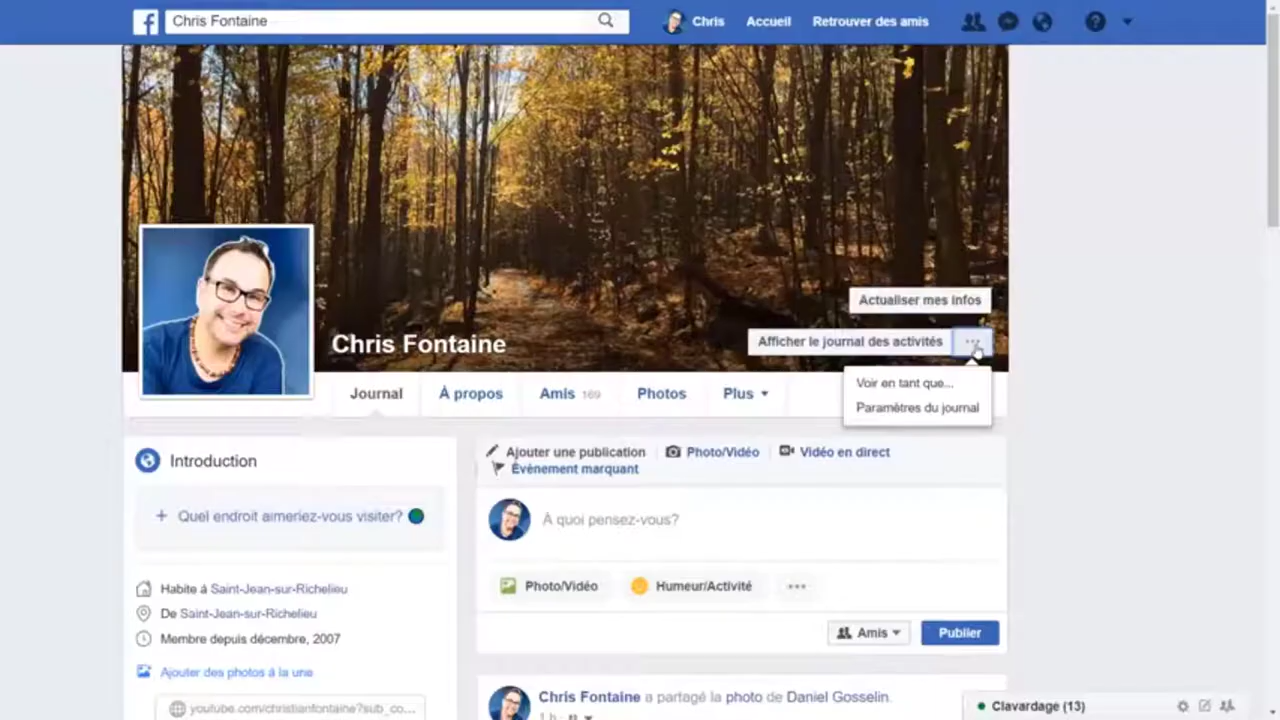 Chris Fontaine
Chris
Accueil
Retrouver des amis
Actualiser mes infos
Chris Fontaine
Afficher le journal des activités
Voir en tant que...
Paramètres du journal
Journal
À propos
Amis 169
Photos
Plus
Introduction
Quel endroit aimeriez-vous visiter?
Habite à Saint-Jean-sur-Richelieu
De Saint-Jean-sur-Richelieu
Membre depuis décembre, 2007
Ajouter des photos à la une
youtube.com/christianfontaine?sub_co...
Ajouter une publication
Photo/Vidéo
Vidéo en direct
Évènement marquant
À quoi pensez-vous?
Photo/Vidéo
Humeur/Activité
Amis
Publier
Chris Fontaine a partagé la photo de Daniel Gosselin.
1 h
Clavardage (13)